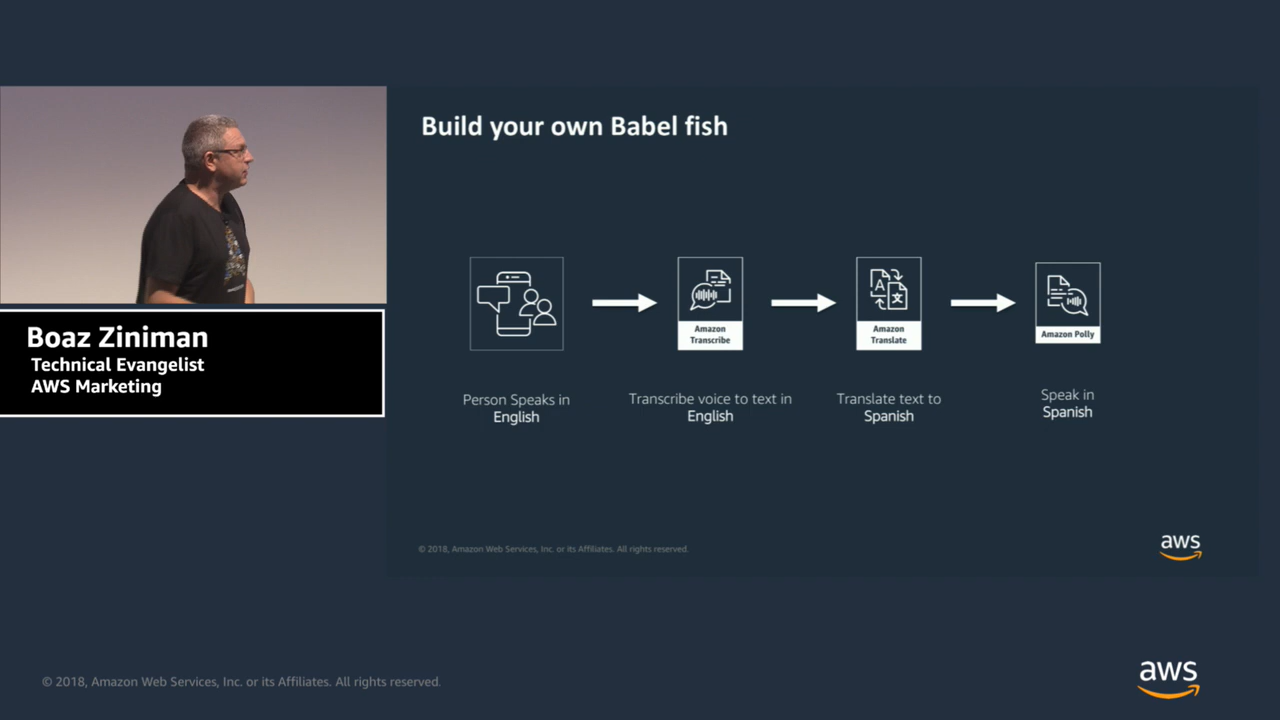 Build your own Babel fish
Boaz Ziniman
Technical Evangelist
AWS Marketing
Amazon
Transcribe
Amazon
Translate
Amazon Polly
Person Speaks in
English
Transcribe voice to text in
English
Translate text to
Spanish
Speak in
Spanish
© 2018, Amazon Web Services, Inc. or its Affiliates. All rights reserved.
aws
© 2018, Amazon Web Services, Inc. or its Affiliates. All rights reserved.
aws